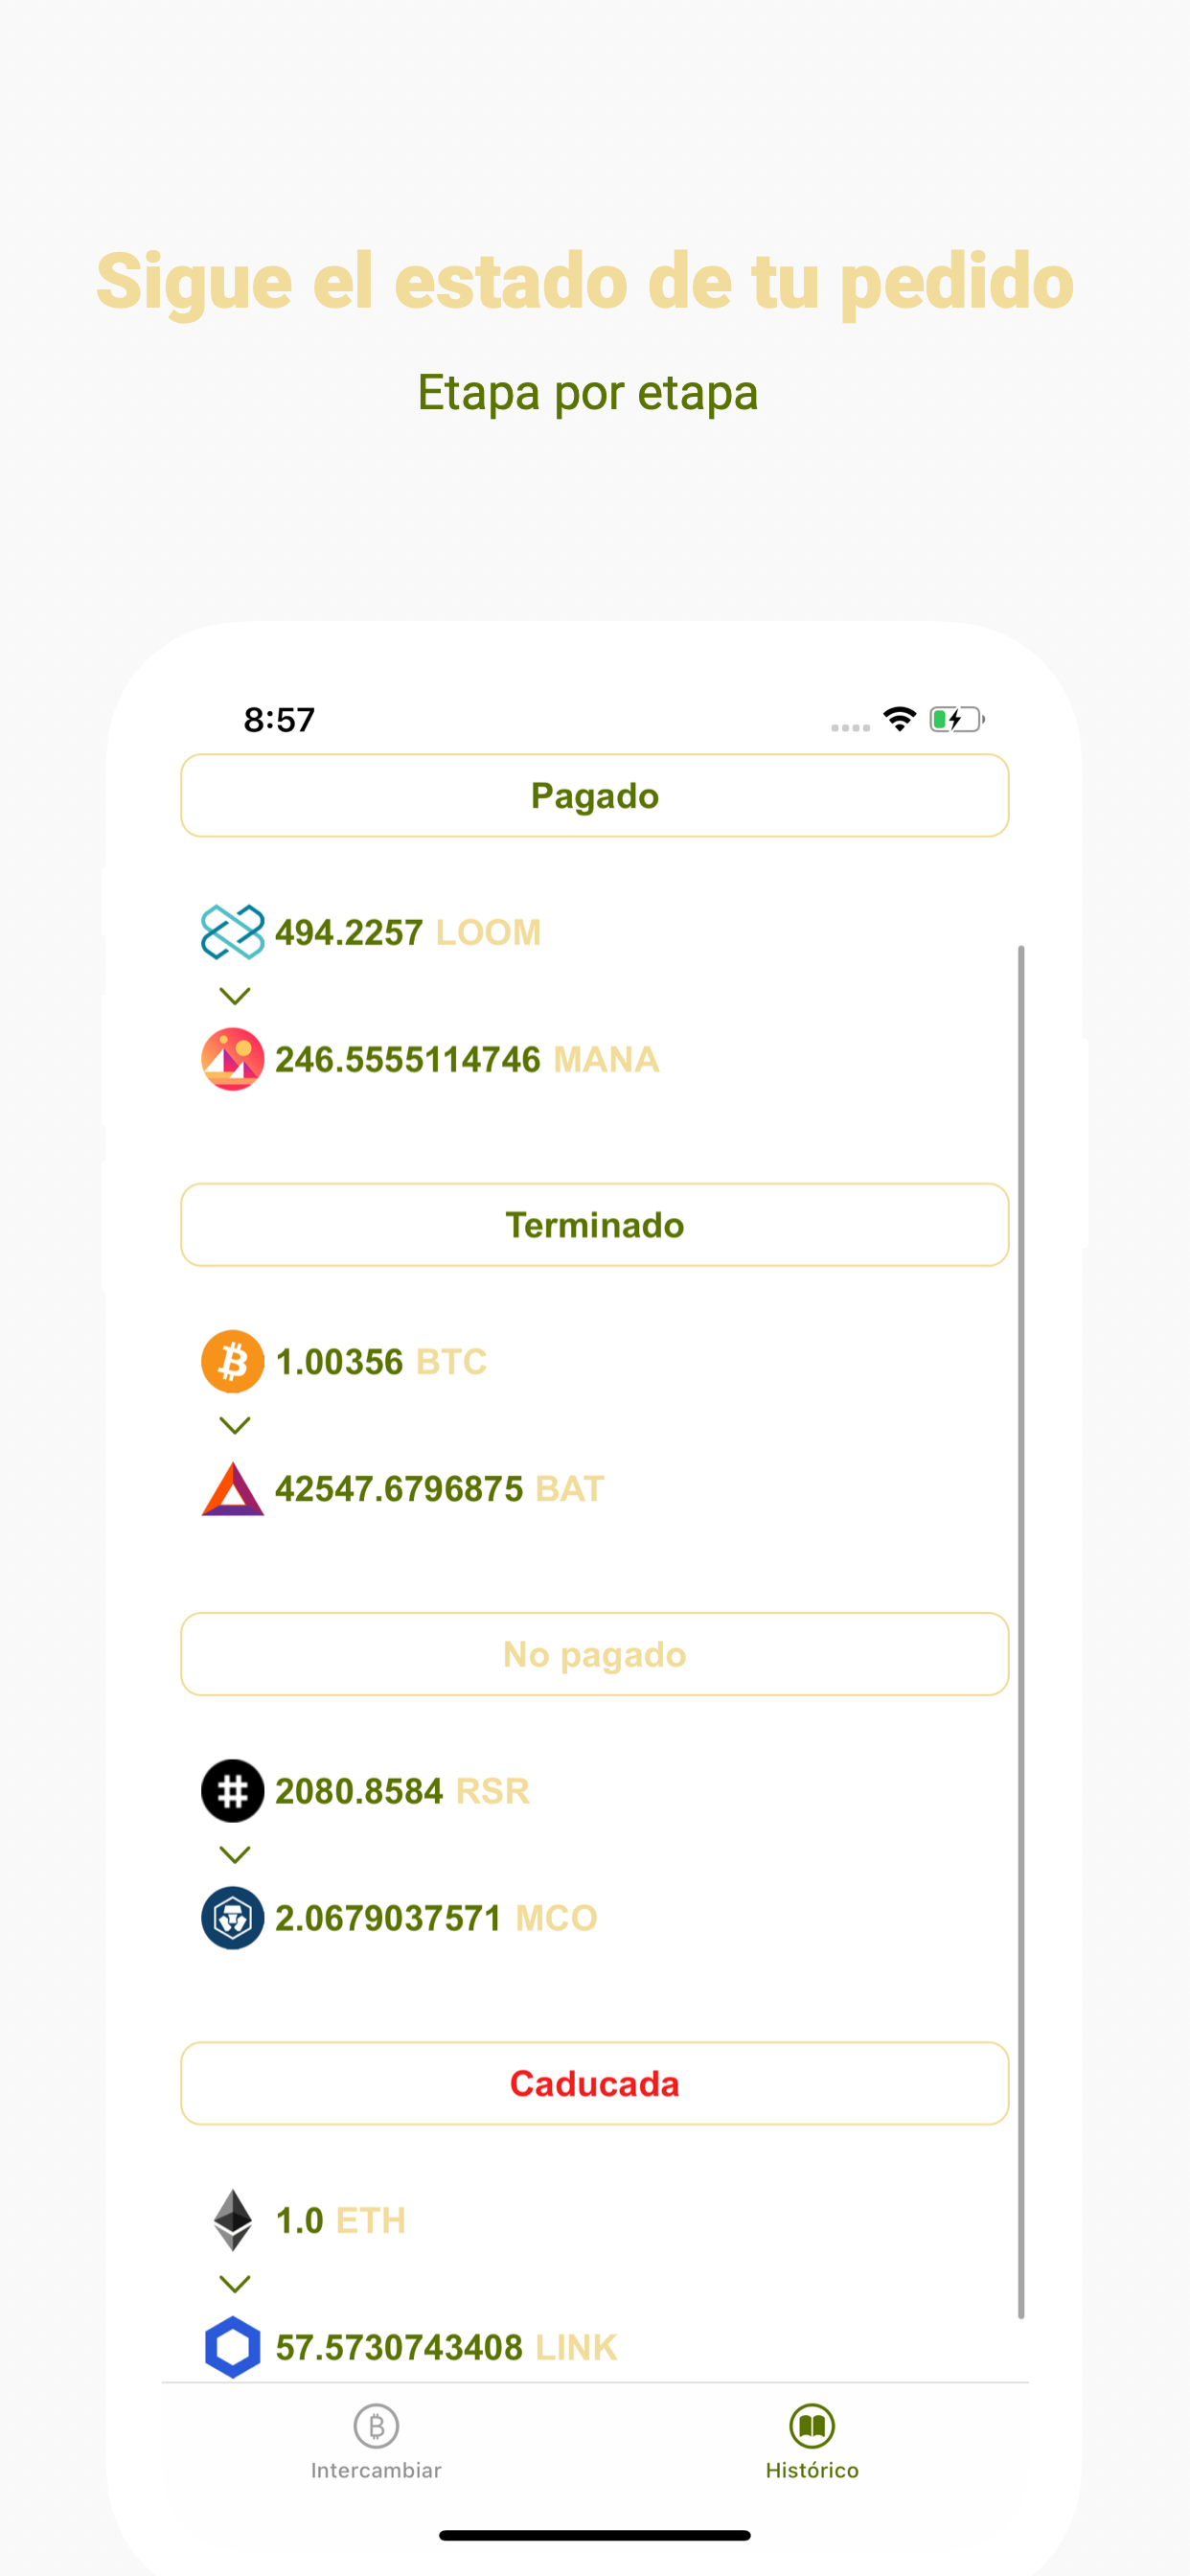 Sigue el estado de tu pedido
Etapa por etapa
8:57
Pagado
494.2257 LOOM
246.5555114746 MANA
Terminado
1.00356 BTC
42547.6796875 BAT
No pagado
2080.8584 RSR
2.0679037571 MCO
Caducada
1.0 ETH
57.5730743408 LINK
Intercambiar
Histórico